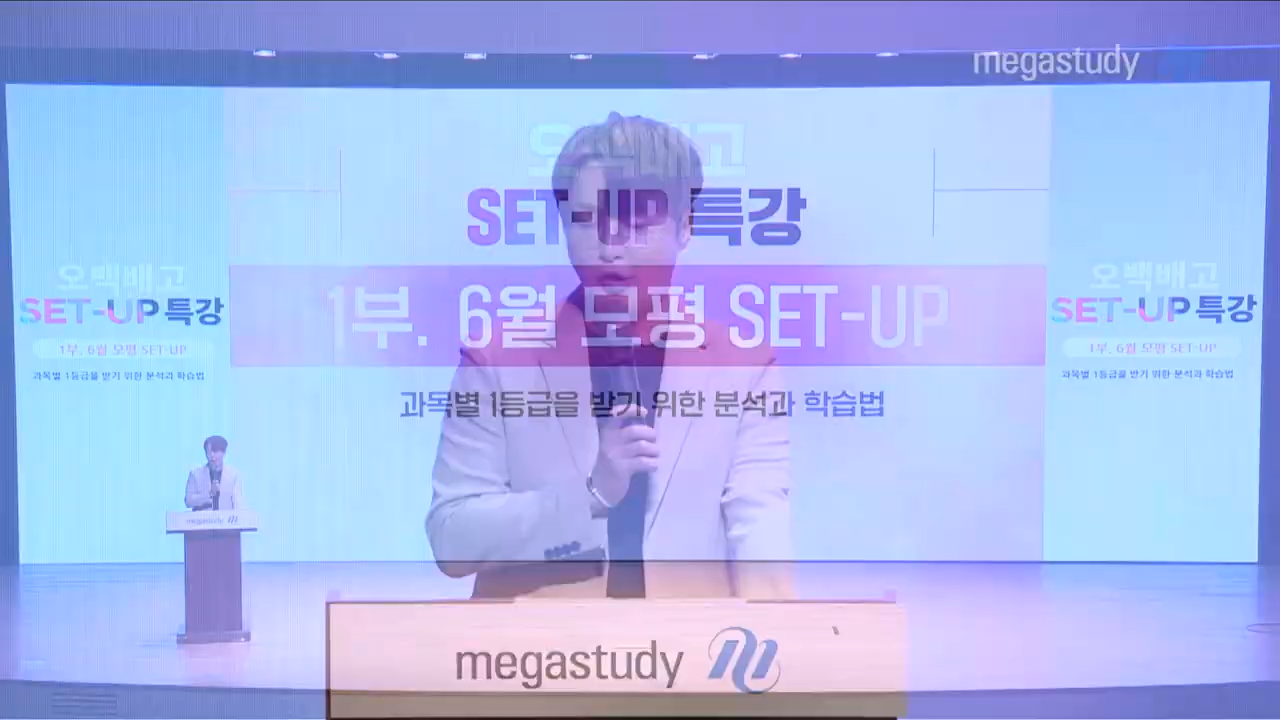 megastudy
오백배고
SET-UP 특강
1부. 6월 모평 SET-UP
과목별 1등급을 받기 위한 분석과 학습법
오백배고
SET-UP 특강
1부. 6월 모평 SET-UP
과목별 1등급을 받기 위한 분석과 학습법
오백배고
SET-UP 특강
1부. 6월 모평 SET-UP
과목별 1등급을 받기 위한 분석과 학습법
megastudy
megastudy